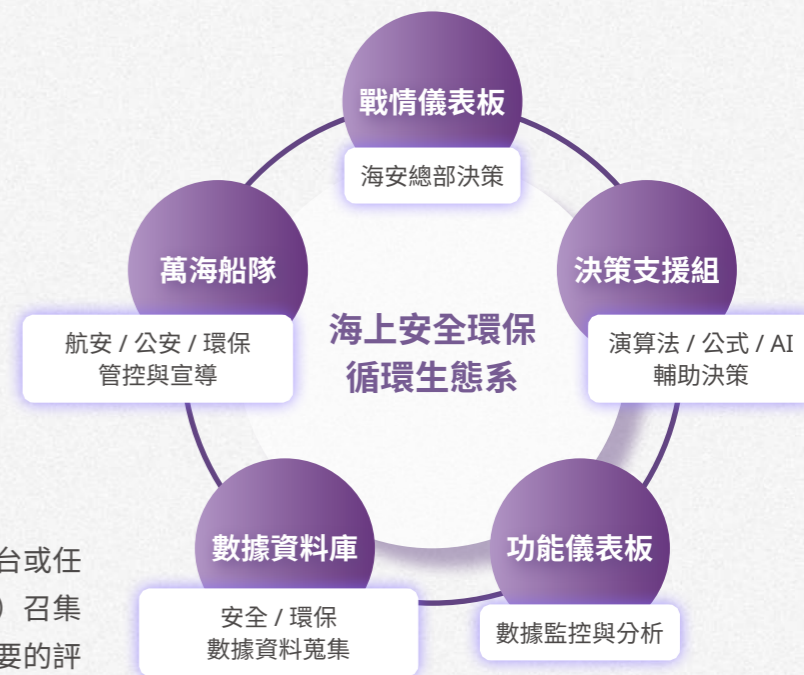 戰情儀表板
海安總部決策
萬海船隊
航安 / 公安 / 環保
管控與宣導
決策支援組
演算法 / 公式 / AI
輔助決策
海上安全環保
循環生態系
數據資料庫
安全 / 環保
數據資料蒐集
功能儀表板
數據監控與分析
台或任
）召集
要的評